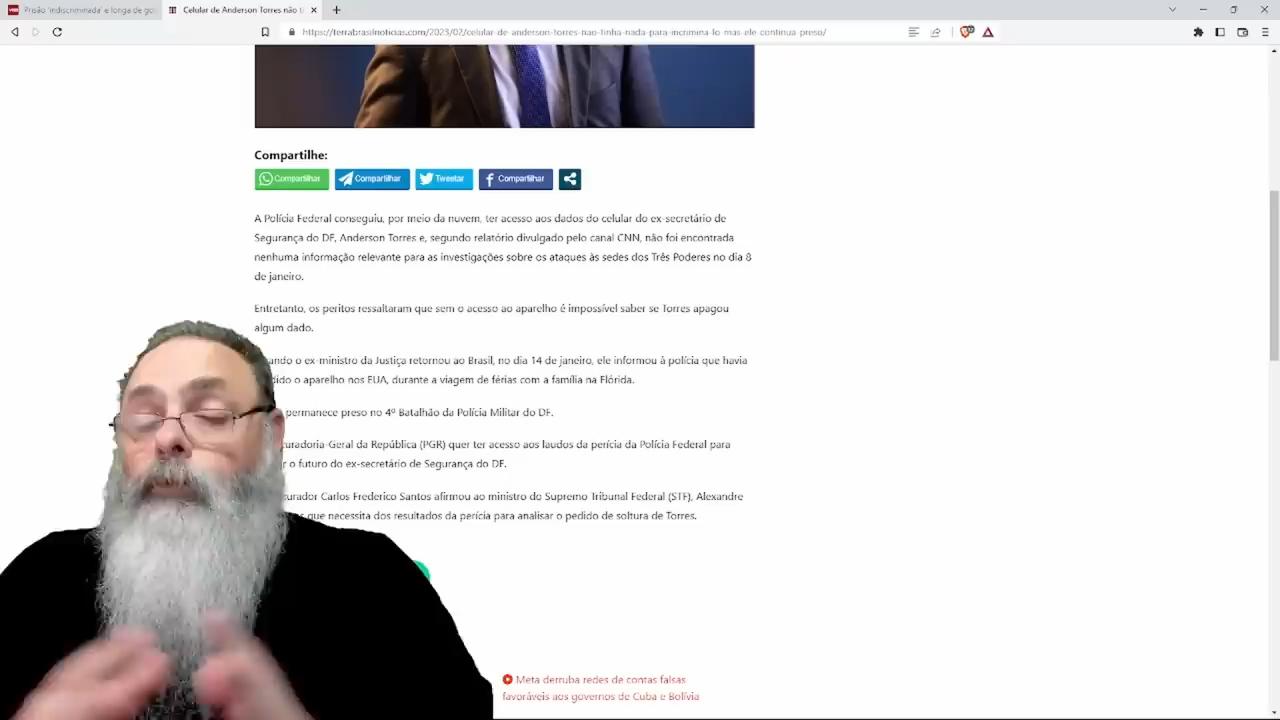 Prisão 'indiscriminada' e longa de gol
Celular de Anderson Torres não ti
https://terrabrasilnoticias.com/2023/02/celular-de-anderson-torres-nao-tinha-nada-para-incrimina-lo-mas-ele-continua-preso/
Compartilhe:
Compartilhar Compartilhar Tweetar Compartilhar
A Polícia Federal conseguiu, por meio da nuvem, ter acesso aos dados do celular do ex-secretário de
Segurança do DF, Anderson Torres e, segundo relatório divulgado pelo canal CNN, não foi encontrada
nenhuma informação relevante para as investigações sobre os ataques às sedes dos Três Poderes no dia 8
de janeiro.
Entretanto, os peritos ressaltaram que sem o acesso ao aparelho é impossível saber se Torres apagou
algum dado.
ando o ex-ministro da Justiça retornou ao Brasil, no dia 14 de janeiro, ele informou à polícia que havia
dido o aparelho nos EUA, durante a viagem de férias com a família na Flórida.
permanece preso no 4º Batalhão da Polícia Militar do DF.
curadoria-Geral da República (PGR) quer ter acesso aos laudos da perícia da Polícia Federal para
r o futuro do ex-secretário de Segurança do DF.
curador Carlos Frederico Santos afirmou ao ministro do Supremo Tribunal Federal (STF), Alexandre
que necessita dos resultados da perícia para analisar o pedido de soltura de Torres.
Meta derruba redes de contas falsas
favoráveis aos governos de Cuba e Bolívia